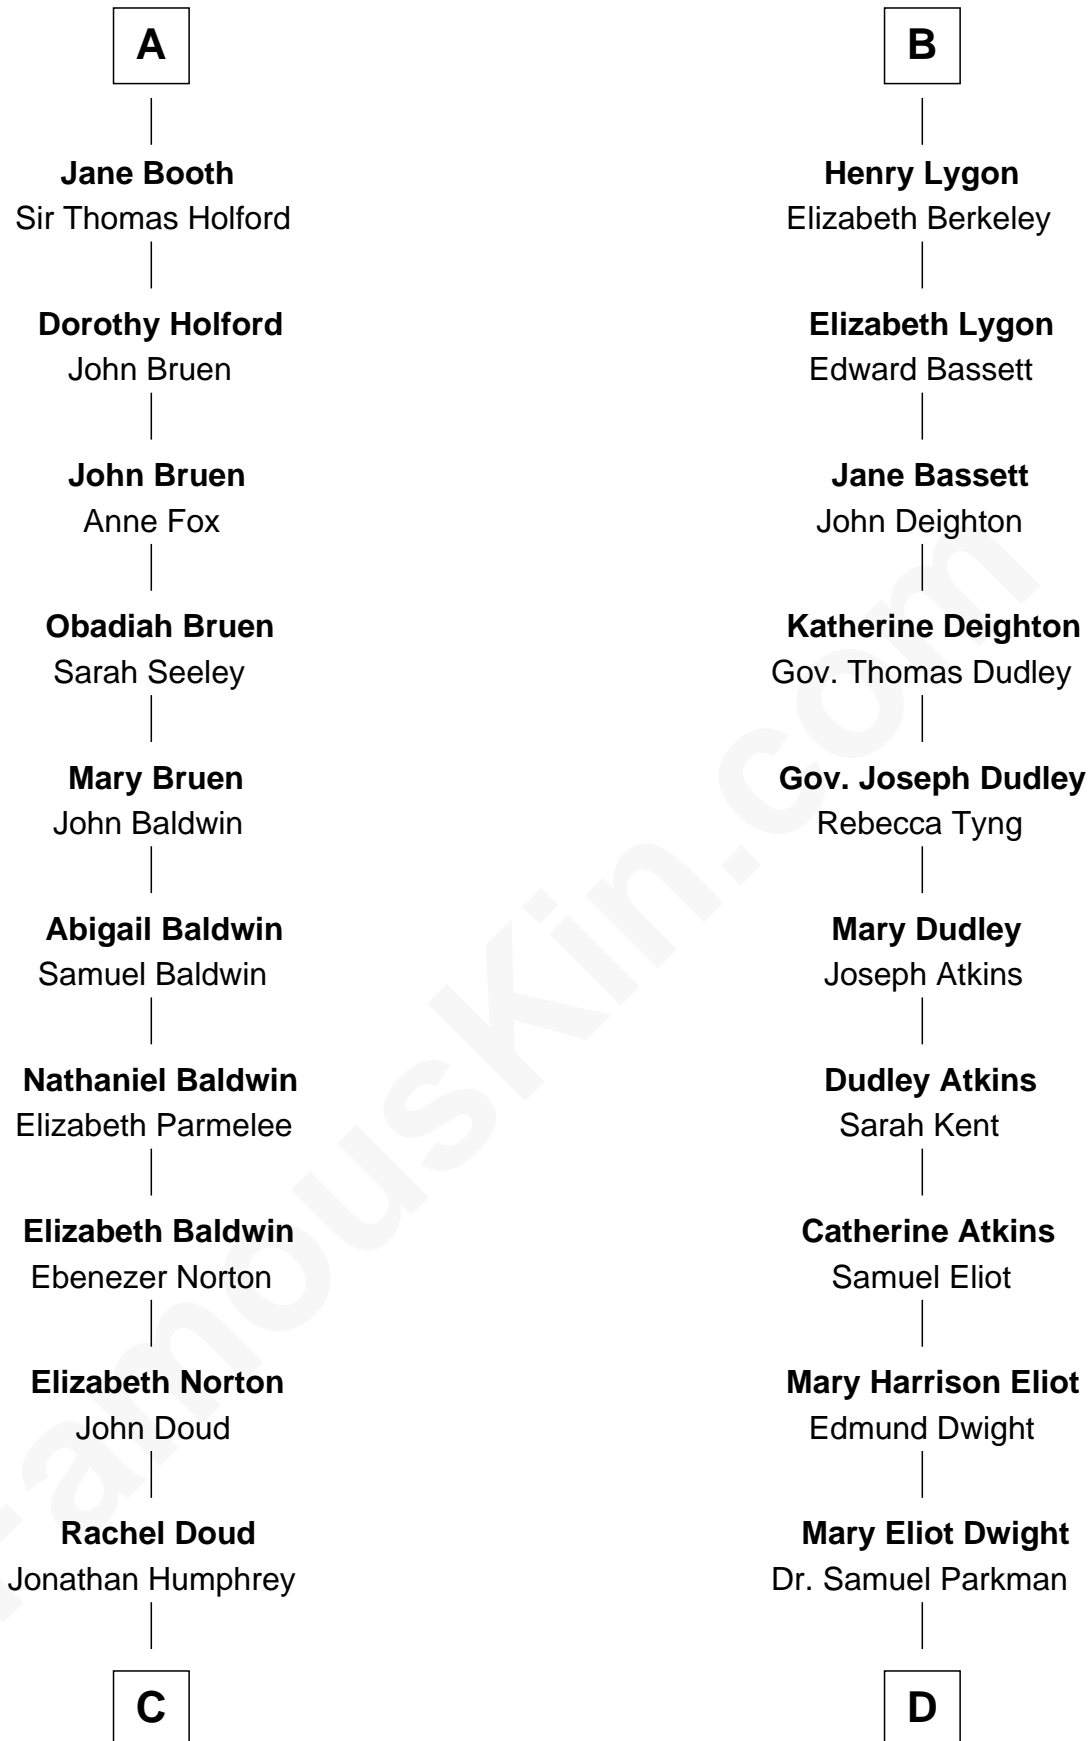 A
Jane Booth
Sir Thomas Holford
Dorothy Holford
John Bruen
John Bruen
Anne Fox
Obadiah Bruen
Sarah Seeley
Mary Bruen
John Baldwin
Abigail Baldwin
Samuel Baldwin
Nathaniel Baldwin
Elizabeth Parmelee
Elizabeth Baldwin
Ebenezer Norton
Elizabeth Norton
John Doud
Rachel Doud
Jonathan Humphrey
C
B
Henry Lygon
Elizabeth Berkeley
Elizabeth Lygon
Edward Bassett
Jane Bassett
John Deighton
Katherine Deighton
Gov. Thomas Dudley
Gov. Joseph Dudley
Rebecca Tyng
Mary Dudley
Joseph Atkins
Dudley Atkins
Sarah Kent
Catherine Atkins
Samuel Eliot
Mary Harrison Eliot
Edmund Dwight
Mary Eliot Dwight
Dr. Samuel Parkman
D
FamousKin.com